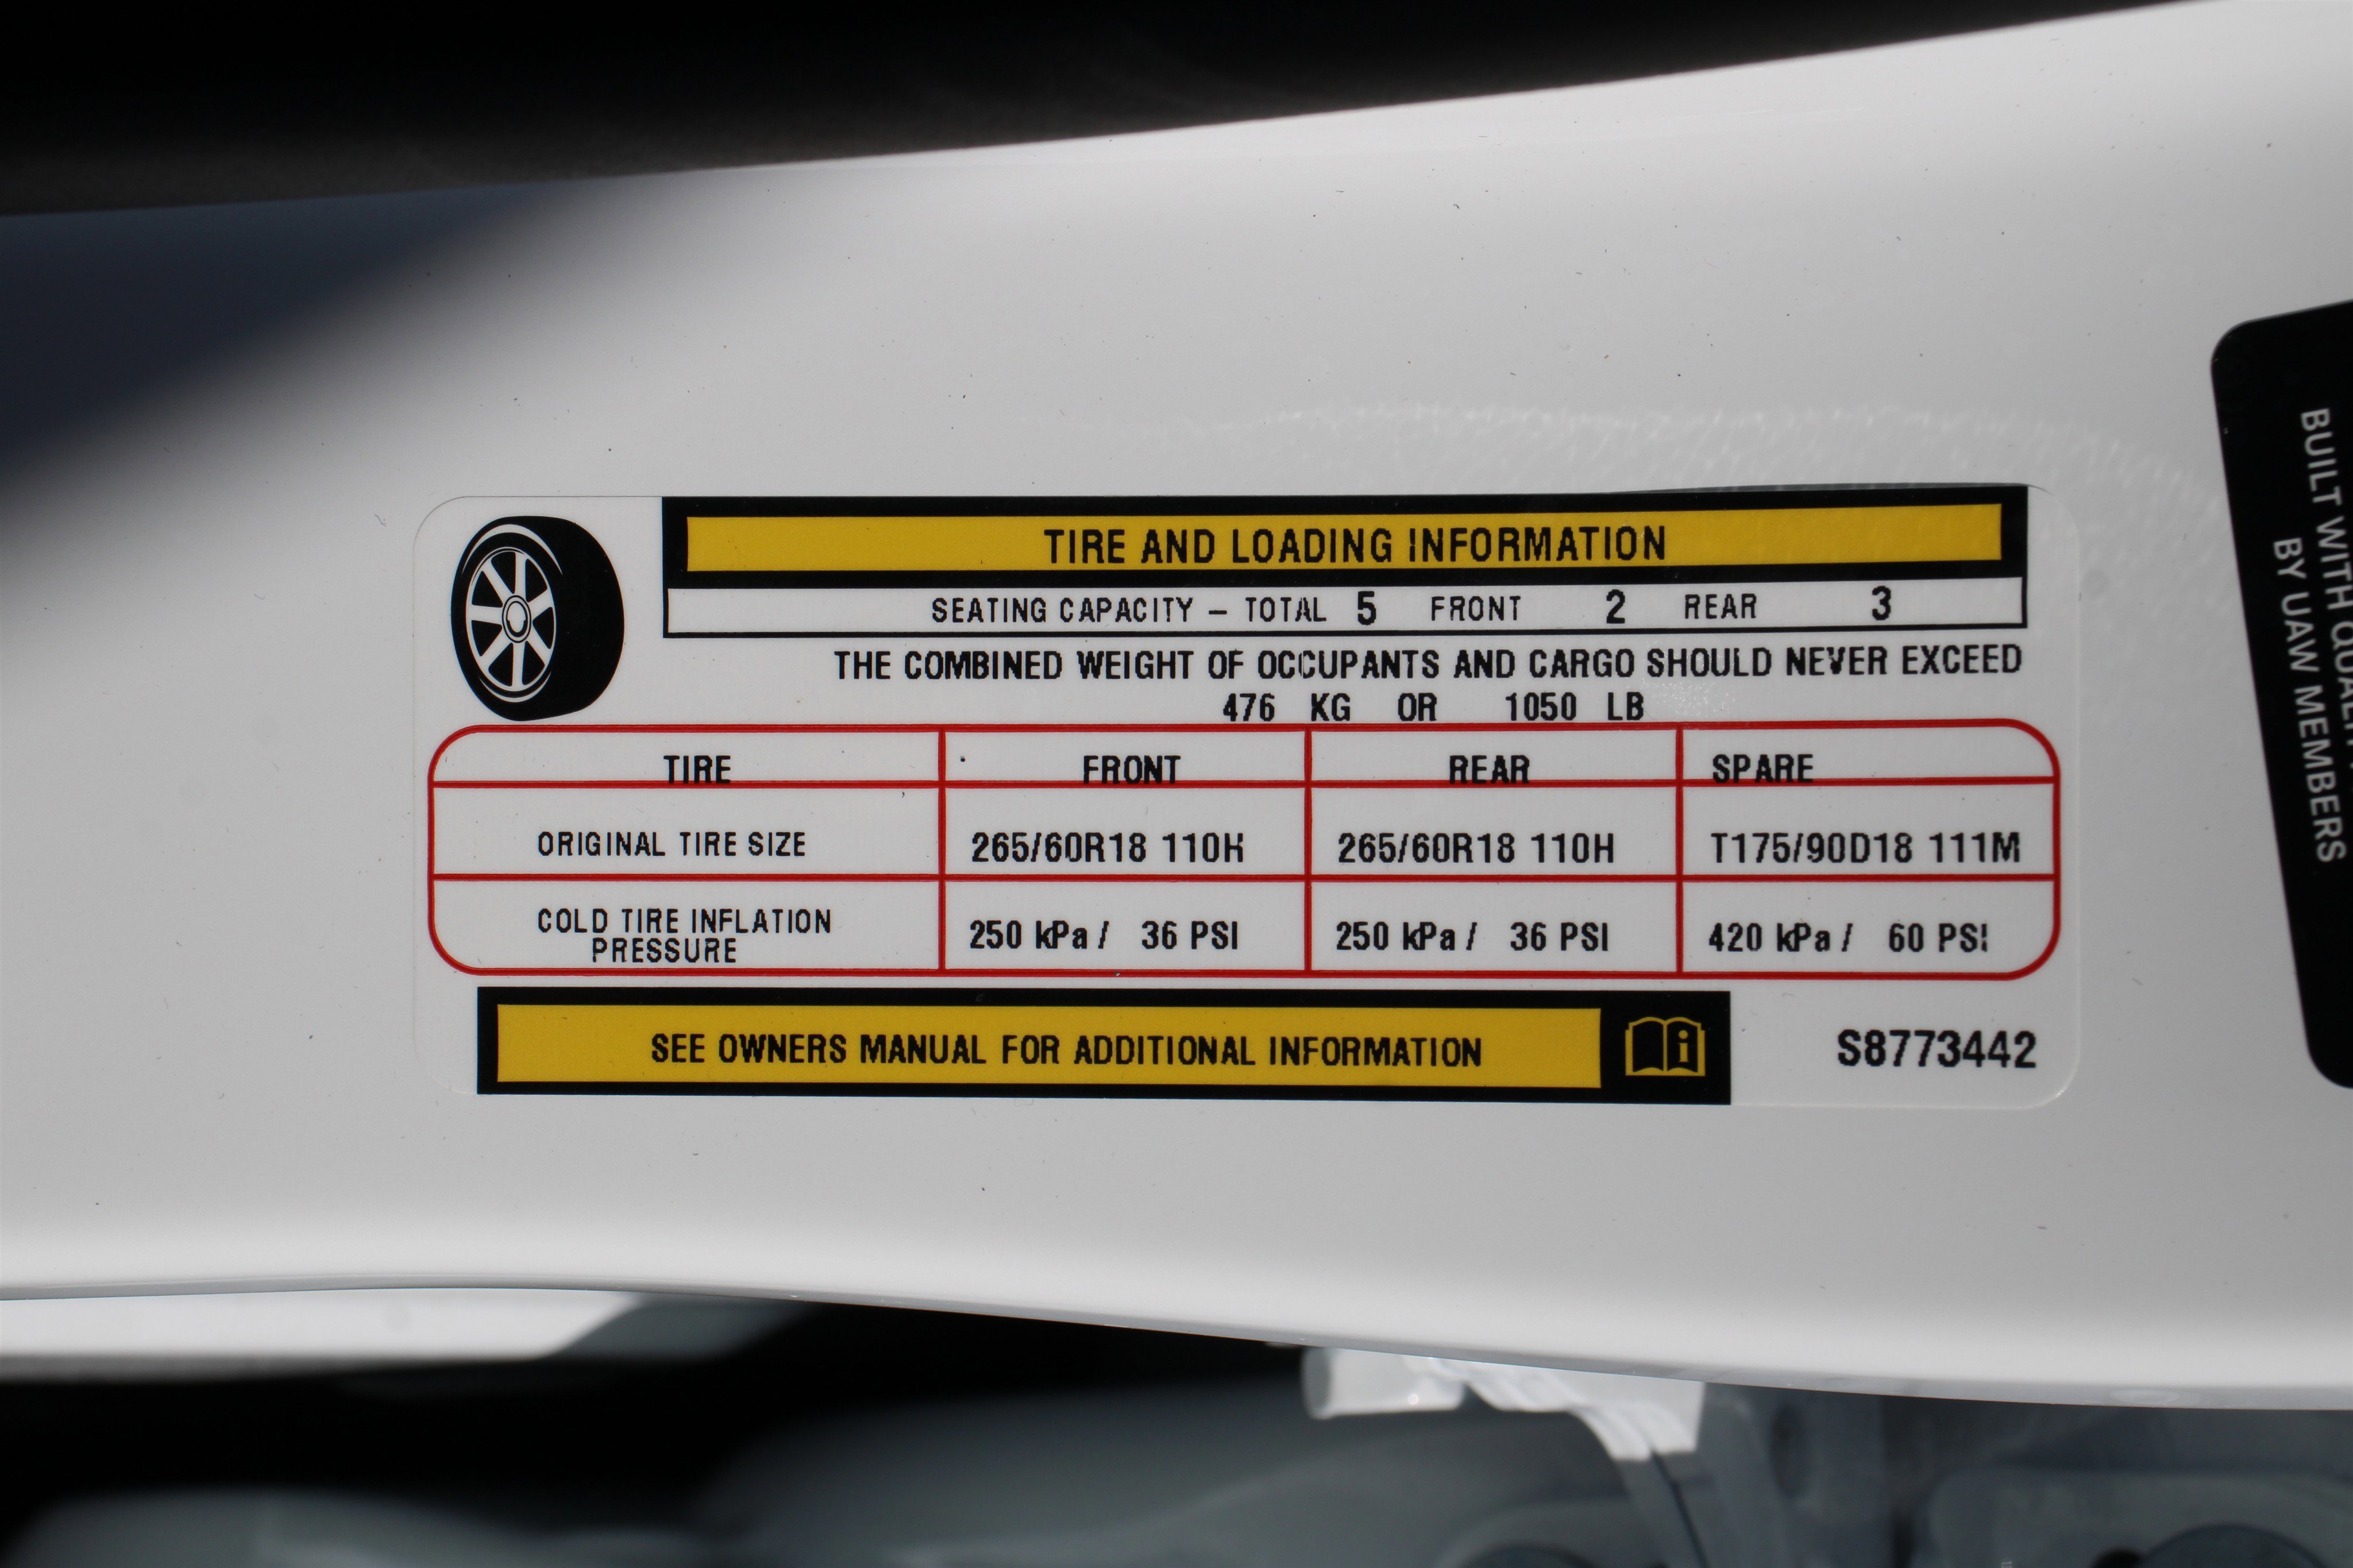 TIRE AND LOADING INFORMATION
SEATING CAPACITY – TOTAL 5 FRONT 2 REAR 3
THE COMBINED WEIGHT OF OCCUPANTS AND CARGO SHOULD NEVER EXCEED
476 KG OR 1050 LB
TIRE FRONT REAR SPARE
ORIGINAL TIRE SIZE 265/60R18 110H 265/60R18 110H T175/90D18 111M
COLD TIRE INFLATION
PRESSURE 250 kPa / 36 PSI 250 kPa / 36 PSI 420 kPa / 60 PSI
SEE OWNERS MANUAL FOR ADDITIONAL INFORMATION
S8773442
BUILT WITH
BY UAW MEMBERS